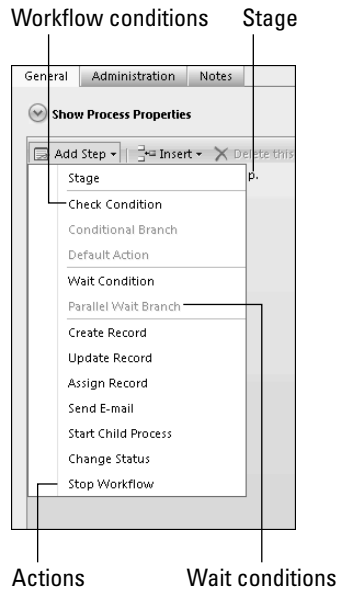 Workflow conditions Stage
General Administration Notes
Show Process Properties
Add Step Insert Delete this
Stage p.
Check Condition
Conditional Branch
Default Action
Wait Condition
Parallel Wait Branch
Create Record
Update Record
Assign Record
Send E-mail
Start Child Process
Change Status
Stop Workflow
Actions Wait conditions